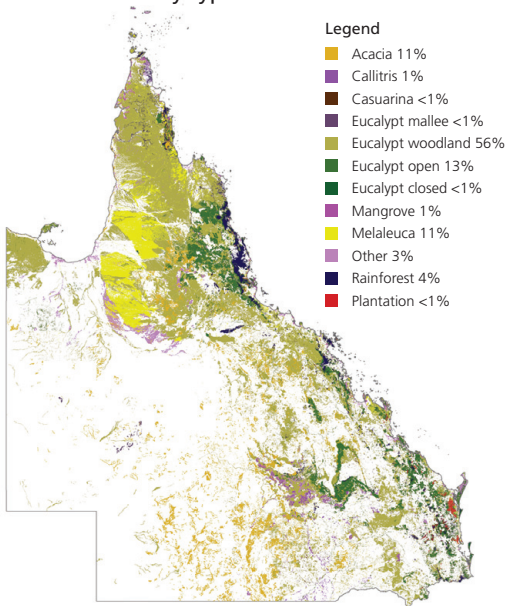 Legend
Acacia 11%
Callitris 1%
Casuarina <1%
Eucalypt mallee <1%
Eucalypt woodland 56%
Eucalypt open 13%
Eucalypt closed <1%
Mangrove 1%
Melaleuca 11%
Other 3%
Rainforest 4%
Plantation <1%